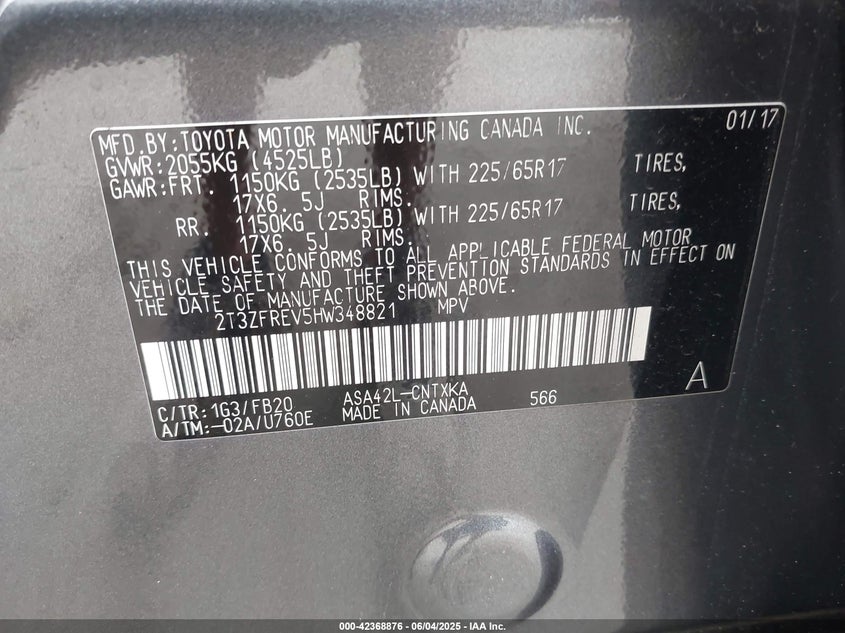 MFD.BY:TOYOTA MOTOR MANUFACTURING CANADA INC. 01/17
GVWR:2055KG (4525LB)
GAWR:FRT. 1150KG (2535LB) WITH 225/65R17 TIRES,
17X6. 5J RIMS.
RR. 1150KG (2535LB) WITH 225/65R17 TIRES,
17X6. 5J RIMS.
THIS VEHICLE CONFORMS TO ALL APPLICABLE FEDERAL MOTOR
VEHICLE SAFETY AND THEFT PREVENTION STANDARDS IN EFFECT ON
THE DATE OF MANUFACTURE SHOWN ABOVE.
2T3ZFREV5HW348821 MPV
C/TR:1G3/FB20 ASA42L-CNTXKA 566 A
A/TM:-02A/U760E MADE IN CANADA
000-42368876 - 06/04/2025 - IAA Inc.